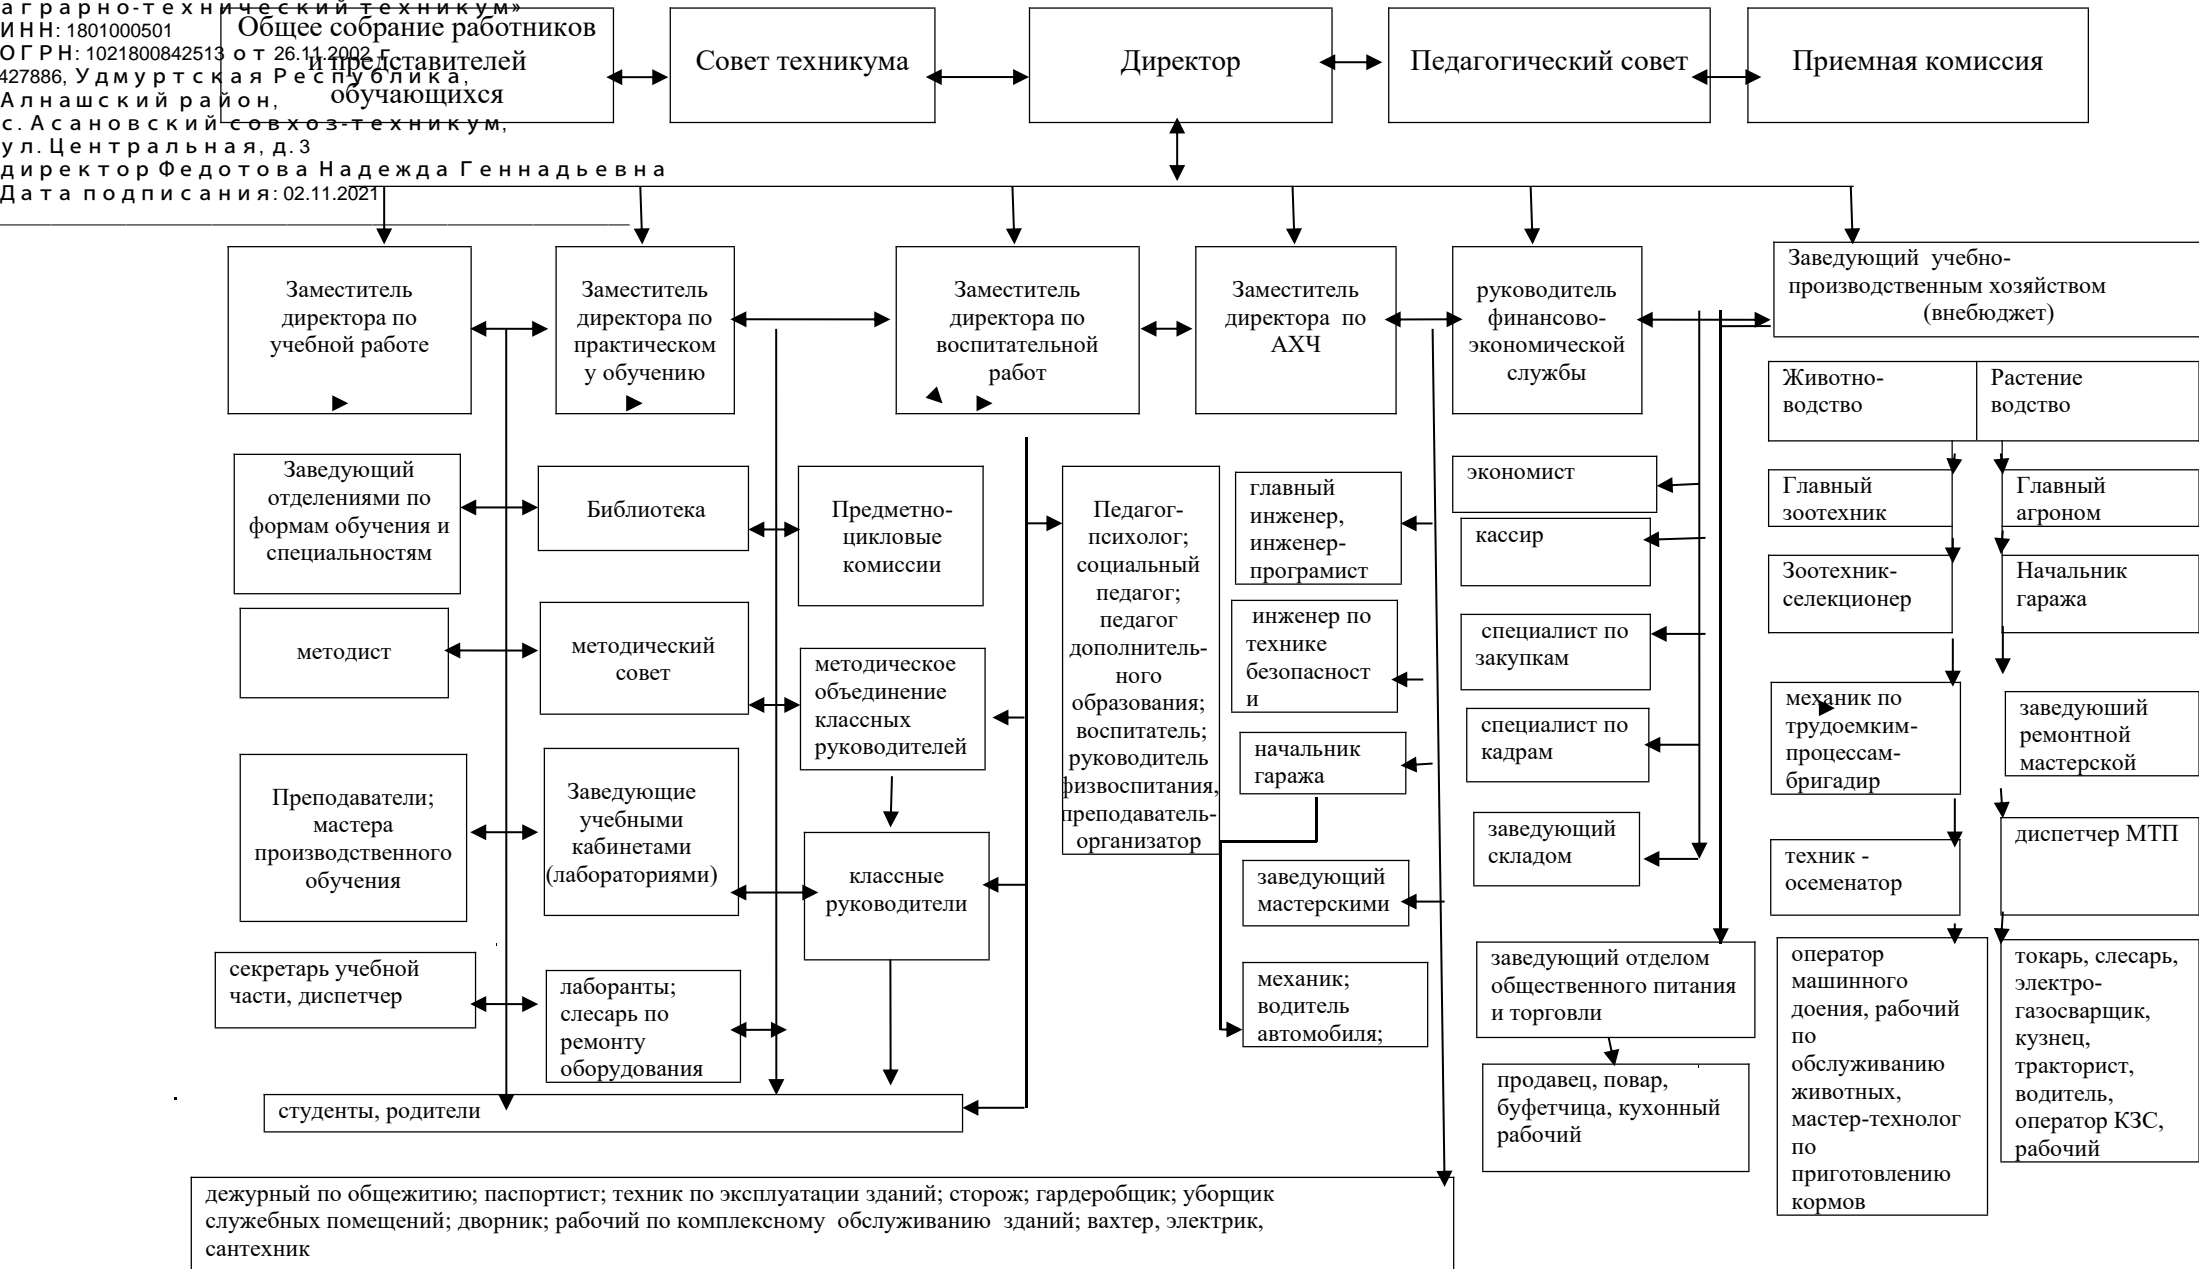 аграрно-технический техникум»
ИНН: 1801000501
ОГРН: 1021800842513 от 26.11.2002 г.
427886, Удмуртская Республика,
Алнашский район,
с. Асановский совхоз-техникум,
ул. Центральная, д. 3
директор Федотова Надежда Геннадьевна
Дата подписания: 02.11.2021
Общее собрание работников
и представителей
обучающихся
Совет техникума
Директор
Педагогический совет
Приемная комиссия
Заместитель
директора по
учебной работе
Заместитель
директора по
практическом
у обучению
Заместитель
директора по
воспитательной
работ
Заместитель
директора по
АХЧ
руководитель
финансово-
экономической
службы
Заведующий учебно-
производственным хозяйством
(внебюджет)
Животно-
водство
Растение
водство
Заведующий
отделениями по
формам обучения и
специальностям
Библиотека
Предметно-
цикловые
комиссии
Педагог-
психолог;
социальный
педагог;
педагог
дополнитель-
ного
образования;
воспитатель;
руководитель
физвоспитания,
преподаватель-
организатор
главный
инженер,
инженер-
програмист
экономист
кассир
Главный
зоотехник
Главный
агроном
методист
методический
совет
методическое
объединение
классных
руководителей
инженер по
технике
безопасност
и
специалист по
закупкам
Зоотехник-
селекционер
Начальник
гаража
начальник
гаража
специалист по
кадрам
механик по
трудоемким-
процессам-
бригадир
заведуюший
ремонтной
мастерской
Преподаватели;
мастера
производственного
обучения
Заведующие
учебными
кабинетами
(лабораториями)
классные
руководители
заведующий
мастерскими
заведующий
складом
техник -
осеменатор
диспетчер МТП
секретарь учебной
части, диспетчер
лаборанты;
слесарь по
ремонту
оборудования
механик;
водитель
автомобиля;
заведующий отделом
общественного питания
и торговли
оператор
машинного
доения, рабочий
по
обслуживанию
животных,
мастер-технолог
по
приготовлению
кормов
токарь, слесарь,
электро-
газосварщик,
кузнец,
тракторист,
водитель,
оператор КЗС,
рабочий
продавец, повар,
буфетчица, кухонный
рабочий
студенты, родители
дежурный по общежитию; паспортист; техник по эксплуатации зданий; сторож; гардеробщик; уборщик
служебных помещений; дворник; рабочий по комплексному обслуживанию зданий; вахтер, электрик,
сантехник